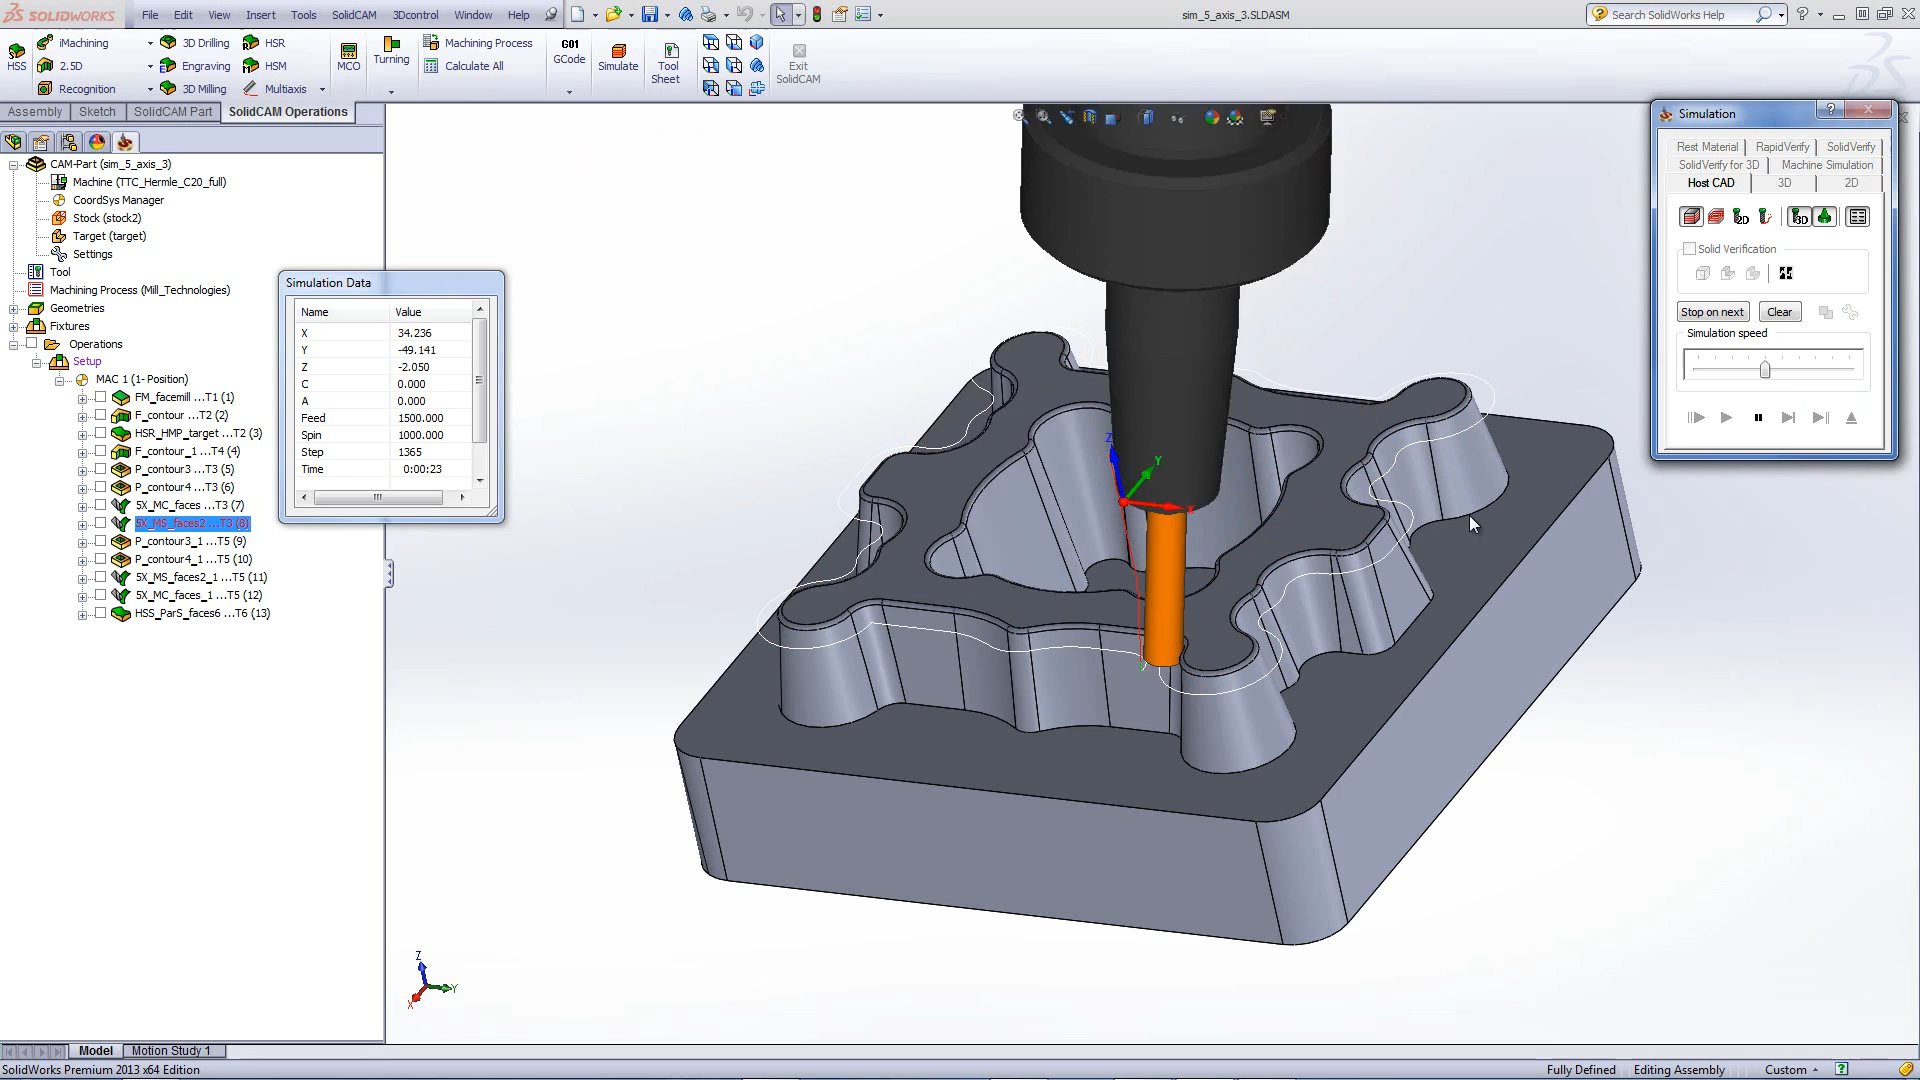 SOLIDWORKS File Edit View Insert Tools SolidCAM 3Dcontrol Window Help sim_5_axis_3.SLDASM Search SolidWorks Help
HSS iMachining 3D Drilling HSR MCO Turning Machining Process G01 GCode Simulate Tool Sheet Exit SolidCAM
2.5D Engraving HSM Calculate All
Recognition 3D Milling Multiaxis
Assembly Sketch SolidCAM Part SolidCAM Operations
CAM-Part (sim_5_axis_3)
Machine (TTC_Hermle_C20_full)
CoordSys Manager
Stock (stock2)
Target (target)
Settings
Tool
Machining Process (Mill_Technologies)
Geometries
Fixtures
Operations
Setup
MAC 1 (1- Position)
FM_facemill ...T1 (1)
F_contour ...T2 (2)
HSR_HMP_target ...T2 (3)
F_contour_1 ...T4 (4)
P_contour3 ...T3 (5)
P_contour4 ...T3 (6)
5X_MC_faces ...T3 (7)
5X_MS_faces2 ...T3 (8)
P_contour3_1 ...T5 (9)
P_contour4_1 ...T5 (10)
5X_MS_faces2_1 ...T5 (11)
5X_MC_faces_1 ...T5 (12)
HSS_ParS_faces6 ...T6 (13)
Simulation Data
Name Value
X 34.236
Y -49.141
Z -2.050
C 0.000
A 0.000
Feed 1500.000
Spin 1000.000
Step 1365
Time 0:00:23
Z Y X
Simulation
Rest Material RapidVerify SolidVerify
SolidVerify for 3D Machine Simulation
Host CAD 3D 2D
2D 3D
Solid Verification
Stop on next Clear
Simulation speed
Z
Y
X
Model Motion Study 1
SolidWorks Premium 2013 x64 Edition Fully Defined Editing Assembly Custom